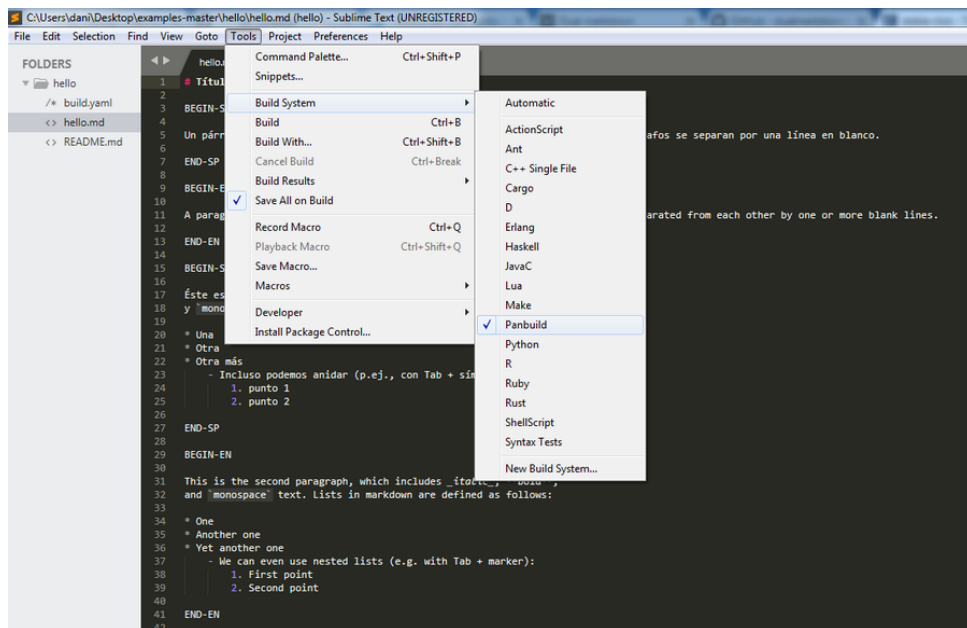 C:\Users\dani\Desktop\examples-master\hello\hello.md (hello) - Sublime Text (UNREGISTERED)
File Edit Selection Find View Goto Tools Project Preferences Help
FOLDERS
hello
/* build.yaml
<> hello.md
<> README.md
Command Palette... Ctrl+Shift+P
Snippets...
Build System
Build Ctrl+B
Build With... Ctrl+Shift+B
Cancel Build Ctrl+Break
Build Results
Save All on Build
Record Macro Ctrl+Q
Playback Macro Ctrl+Shift+Q
Save Macro...
Macros
Developer
Install Package Control...
Automatic
ActionScript
Ant
C++ Single File
Cargo
D
Erlang
Haskell
JavaC
Lua
Make
Panbuild
Python
R
Ruby
Rust
ShellScript
Syntax Tests
New Build System...
1 # Títul
2
3 BEGIN-S
4
5 Un párr afos se separan por una línea en blanco.
6
7 END-SP
8
9 BEGIN-E
10
11 A parag arated from each other by one or more blank lines.
12
13 END-EN
14
15 BEGIN-S
16
17 Éste es
18 y `mono
19
20 * Una
21 * Otra
22 * Otra más
23 - Incluso podemos anidar (p.ej., con Tab + sím
24 1. punto 1
25 2. punto 2
26
27 END-SP
28
29 BEGIN-EN
30
31 This is the second paragraph, which includes _italic_,
32 and `monospace` text. Lists in markdown are defined as follows:
33
34 * One
35 * Another one
36 * Yet another one
37 - We can even use nested lists (e.g. with Tab + marker):
38 1. First point
39 2. Second point
40
41 END-EN
42